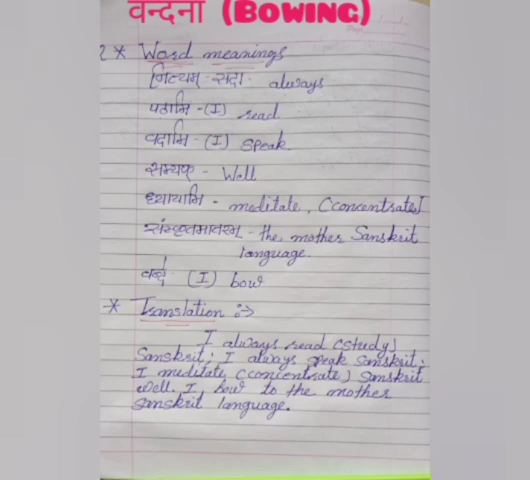 वन्दना (BOWING)
2 * Word meanings
नित्यम् - सदा - always
पठामि - (I) read
वदामि - (I) speak
सम्यक् - Well
ध्यायामि - meditate, (concentrate)
संस्कृतमातरम् - the mother Sanskrit
language.
वन्दे (I) bow
* Translation :->
I always read (study)
Sanskrit; I always speak Sanskrit;
I meditate (concientrate) Sanskrit
well. I bow to the mother
Sanskrit language.